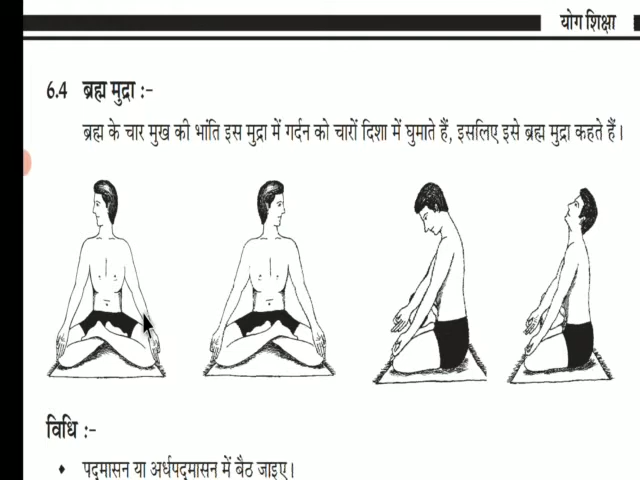 योग शिक्षा
6.4 ब्रह्म मुद्रा :-
ब्रह्म के चार मुख की भांति इस मुद्रा में गर्दन को चारों दिशा में घुमाते हैं, इसलिए इसे ब्रह्म मुद्रा कहते हैं।
विधि :-
♦ पद्मासन या अर्धपद्मासन में बैठ जाइए।